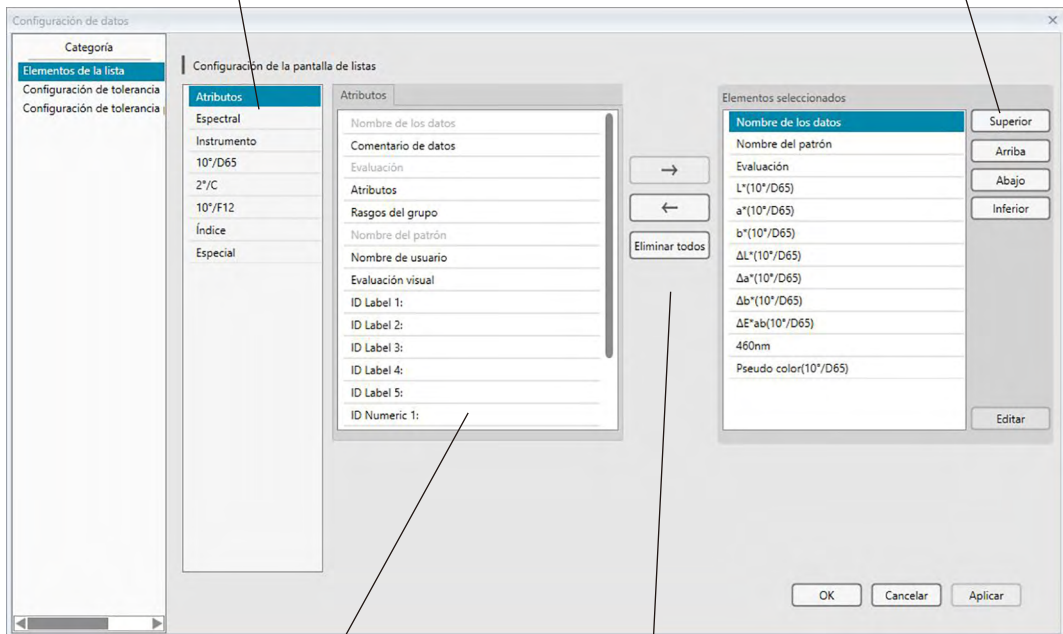 Configuración de datos
Categoría
Elementos de la lista
Configuración de tolerancia
Configuración de tolerancia
Configuración de la pantalla de listas
Atributos
Espectral
Instrumento
10°/D65
2°/C
10°/F12
Índice
Especial
Atributos
Nombre de los datos
Comentario de datos
Evaluación
Atributos
Rasgos del grupo
Nombre del patrón
Nombre de usuario
Evaluación visual
ID Label 1:
ID Label 2:
ID Label 3:
ID Label 4:
ID Label 5:
ID Numeric 1:
→
←
Eliminar todos
Elementos seleccionados
Nombre de los datos
Nombre del patrón
Evaluación
L*(10°/D65)
a*(10°/D65)
b*(10°/D65)
ΔL*(10°/D65)
Δa*(10°/D65)
Δb*(10°/D65)
ΔE*ab(10°/D65)
460nm
Pseudo color(10°/D65)
Superior
Arriba
Abajo
Inferior
Editar
OK
Cancelar
Aplicar